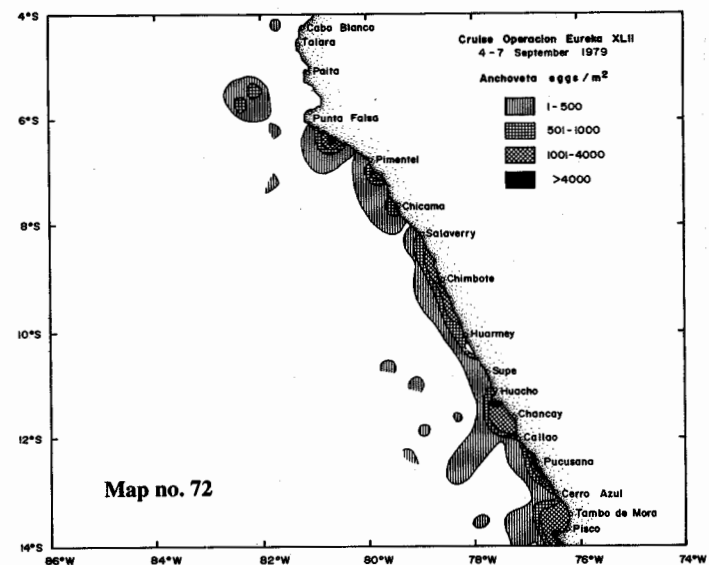 4°S
6°S
8°S
10°S
12°S
14°S
86°W
84°W
82°W
80°W
78°W
76°W
74°W
Cruise Operacion Eureka XLII
4-7 September 1979
Anchoveta eggs/m²
1-500
501-1000
1001-4000
>4000
Cabo Blanco
Talara
Paita
Punta Falsa
Pimentel
Chicama
Salaverry
Chimbote
Huarmey
Supe
Huacho
Chancay
Callao
Pucusana
Cerro Azul
Tambo de Mora
Pisco
Map no. 72